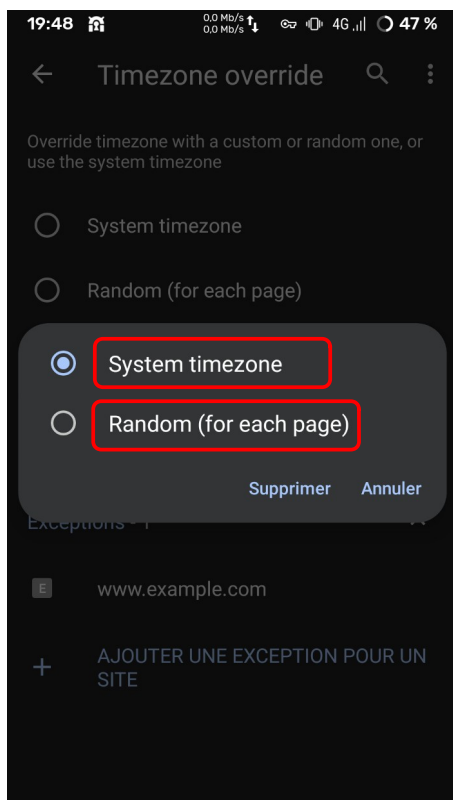 19:48
0,0 Mb/s
0,0 Mb/s
4G
47 %
Timezone override
Override timezone with a custom or random one, or
use the system timezone
System timezone
Random (for each page)
System timezone
Random (for each page)
Supprimer Annuler
Exceptions - 1
E
www.example.com
AJOUTER UNE EXCEPTION POUR UN
SITE